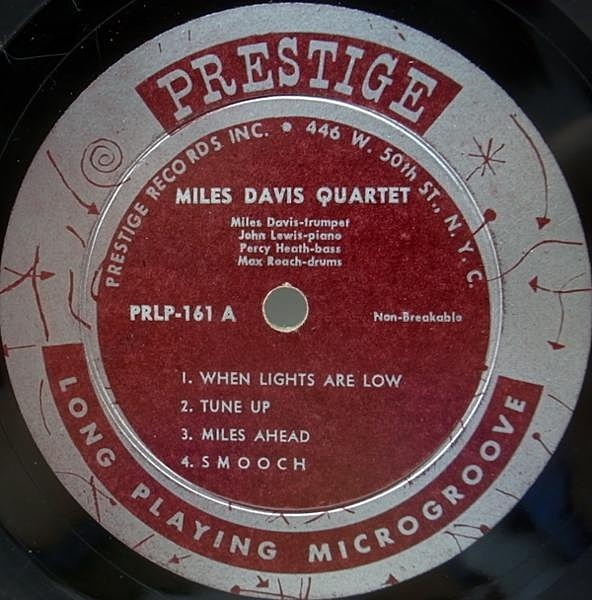 PRESTIGE
PRESTIGE RECORDS INC. • 446 W. 50th ST., N.Y.C.
MILES DAVIS QUARTET
Miles Davis-trumpet
John Lewis-piano
Percy Heath-bass
Max Roach-drums
PRLP-161 A
Non-Breakable
1. WHEN LIGHTS ARE LOW
2. TUNE UP
3. MILES AHEAD
4. SMOOCH
LONG PLAYING MICROGROOVE